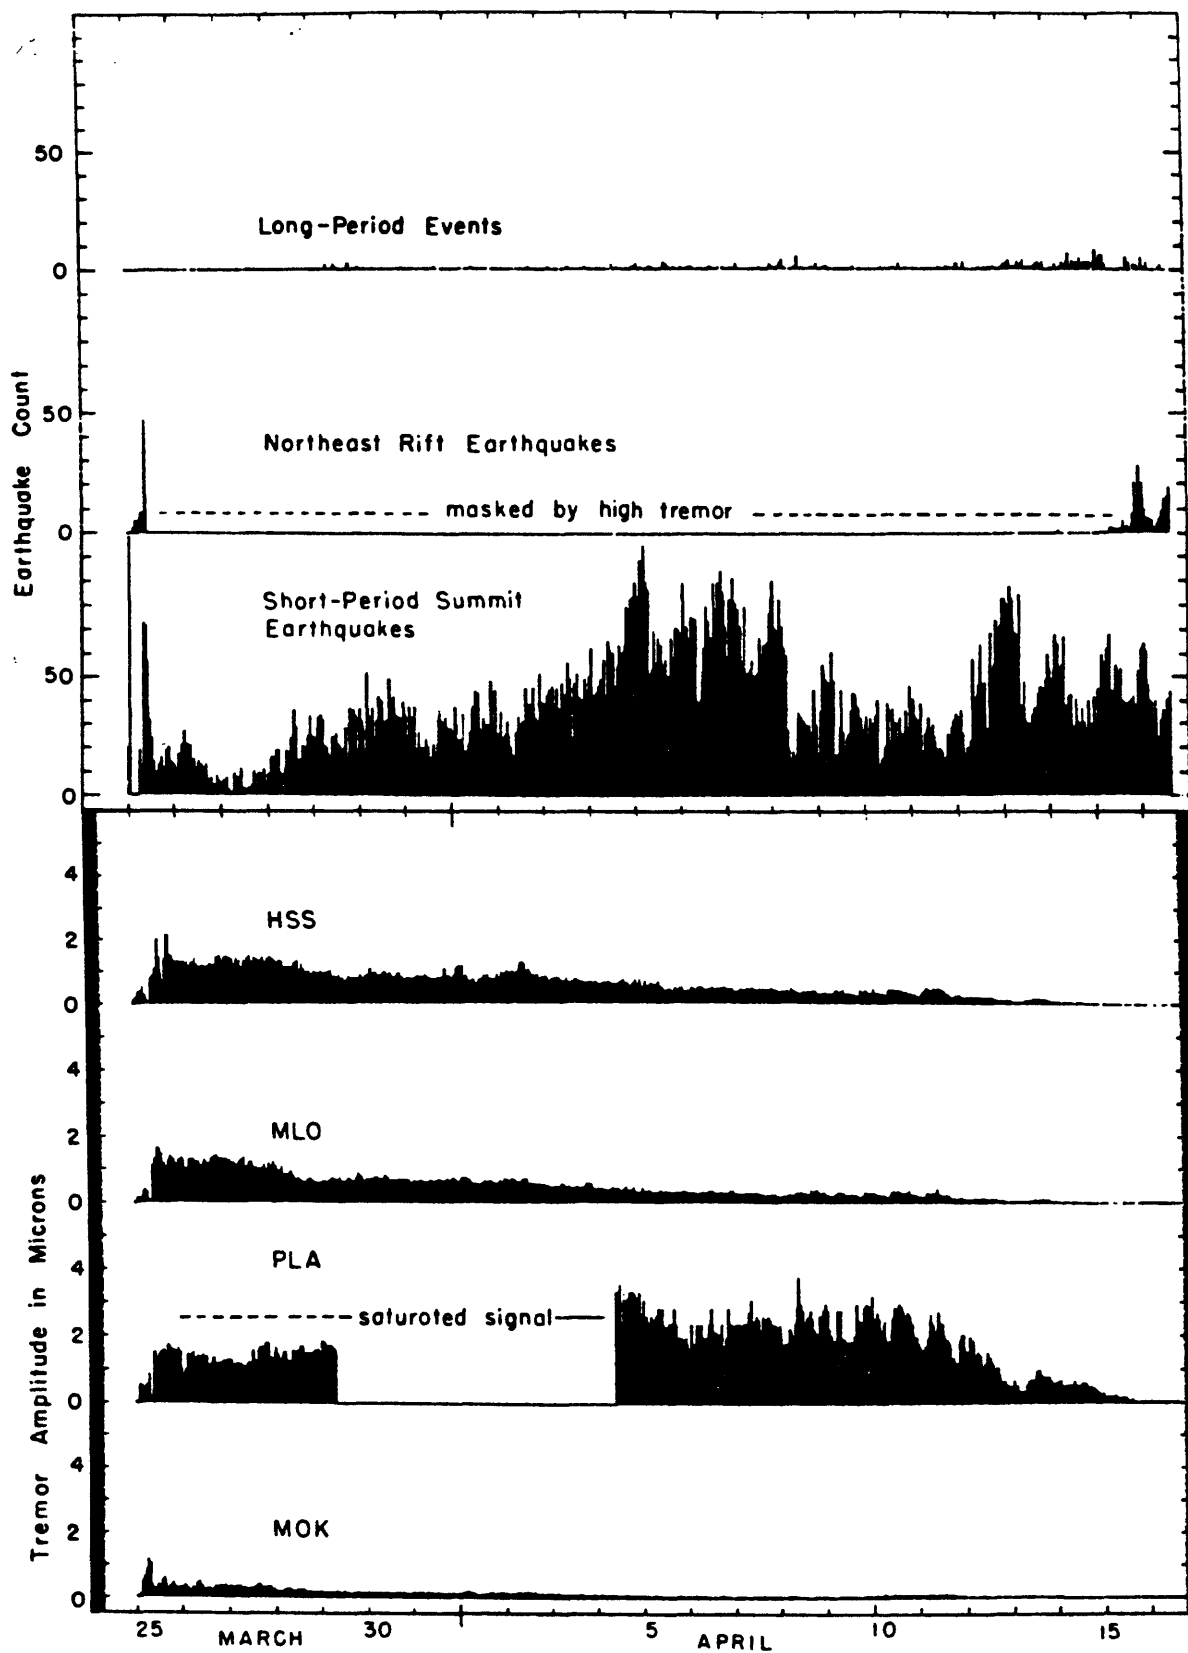 50
Long-Period Events
0
Earthquake Count
50
Northeast Rift Earthquakes
masked by high tremor
0
Short-Period Summit
Earthquakes
50
0
4
HSS
2
0
4
MLO
2
0
Tremor Amplitude in Microns
PLA
4
saturated signal
2
0
4
MOK
2
0
25 30 5 10 15
MARCH APRIL